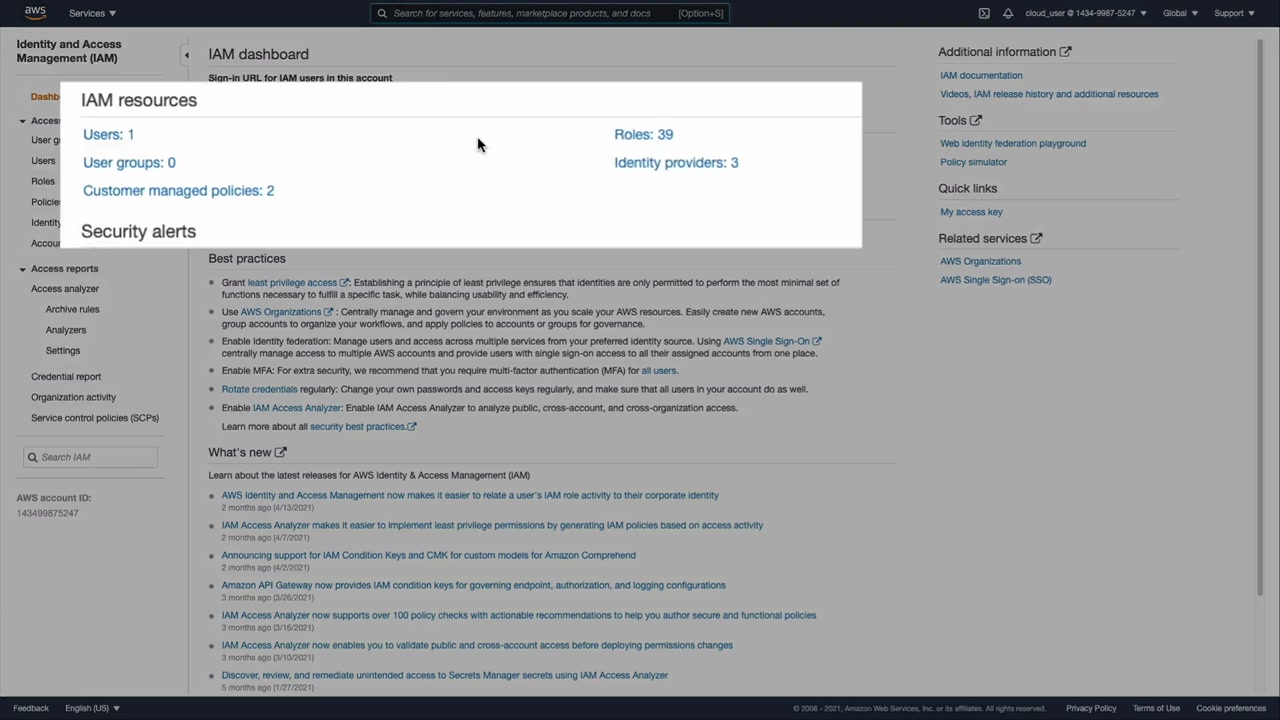 aws
Services
Search for services, features, marketplace products, and docs
[Option+S]
cloud_user @ 1434-9987-5247
Global
Support
Identity and Access
Management (IAM)
Dashb
Access
User g
Users
Roles
Policies
Identity
Accou
Access reports
Access analyzer
Archive rules
Analyzers
Settings
Credential report
Organization activity
Service control policies (SCPs)
Search IAM
AWS account ID:
143499875247
IAM dashboard
Sign-in URL for IAM users in this account
IAM resources
Users: 1
Roles: 39
User groups: 0
Identity providers: 3
Customer managed policies: 2
Security alerts
Best practices
Grant least privilege access : Establishing a principle of least privilege ensures that identities are only permitted to perform the most minimal set of
functions necessary to fulfill a specific task, while balancing usability and efficiency.
Use AWS Organizations : Centrally manage and govern your environment as you scale your AWS resources. Easily create new AWS accounts,
group accounts to organize your workflows, and apply policies to accounts or groups for governance.
Enable Identity federation: Manage users and access across multiple services from your preferred identity source. Using AWS Single Sign-On
centrally manage access to multiple AWS accounts and provide users with single sign-on access to all their assigned accounts from one place.
Enable MFA: For extra security, we recommend that you require multi-factor authentication (MFA) for all users.
Rotate credentials regularly: Change your own passwords and access keys regularly, and make sure that all users in your account do as well.
Enable IAM Access Analyzer: Enable IAM Access Analyzer to analyze public, cross-account, and cross-organization access.
Learn more about all security best practices.
What's new
Learn about the latest releases for AWS Identity & Access Management (IAM)
AWS Identity and Access Management now makes it easier to relate a user's IAM role activity to their corporate identity
2 months ago (4/13/2021)
IAM Access Analyzer makes it easier to implement least privilege permissions by generating IAM policies based on access activity
2 months ago (4/7/2021)
Announcing support for IAM Condition Keys and CMK for custom models for Amazon Comprehend
2 months ago (4/2/2021)
Amazon API Gateway now provides IAM condition keys for governing endpoint, authorization, and logging configurations
3 months ago (3/26/2021)
IAM Access Analyzer now supports over 100 policy checks with actionable recommendations to help you author secure and functional policies
3 months ago (3/16/2021)
IAM Access Analyzer now enables you to validate public and cross-account access before deploying permissions changes
3 months ago (3/10/2021)
Discover, review, and remediate unintended access to Secrets Manager secrets using IAM Access Analyzer
5 months ago (1/27/2021)
Additional information
IAM documentation
Videos, IAM release history and additional resources
Tools
Web identity federation playground
Policy simulator
Quick links
My access key
Related services
AWS Organizations
AWS Single Sign-on (SSO)
Feedback
English (US)
© 2008 - 2021, Amazon Web Services, Inc. or its affiliates. All rights reserved.
Privacy Policy
Terms of Use
Cookie preferences